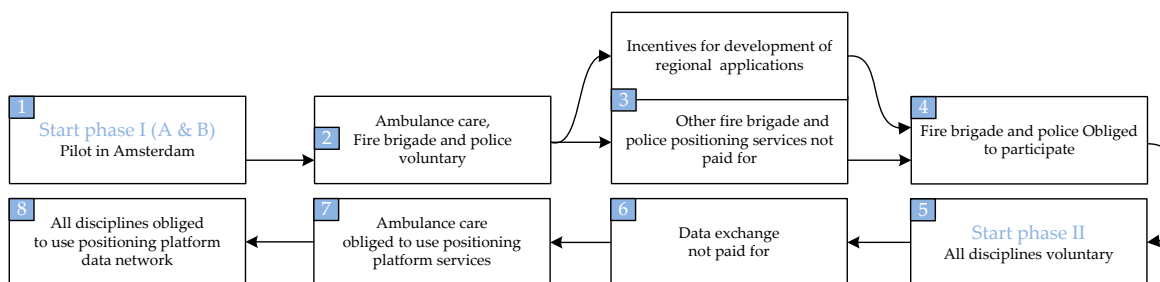 1
Start phase I (A & B)
Pilot in Amsterdam
2
Ambulance care,
Fire brigade and police
voluntary
Incentives for development of
regional applications
3
Other fire brigade and
police positioning services not
paid for
4
Fire brigade and police Obliged
to participate
8
All disciplines obliged
to use positioning platform
data network
7
Ambulance care
obliged to use positioning
platform services
6
Data exchange
not paid for
5
Start phase II
All disciplines voluntary